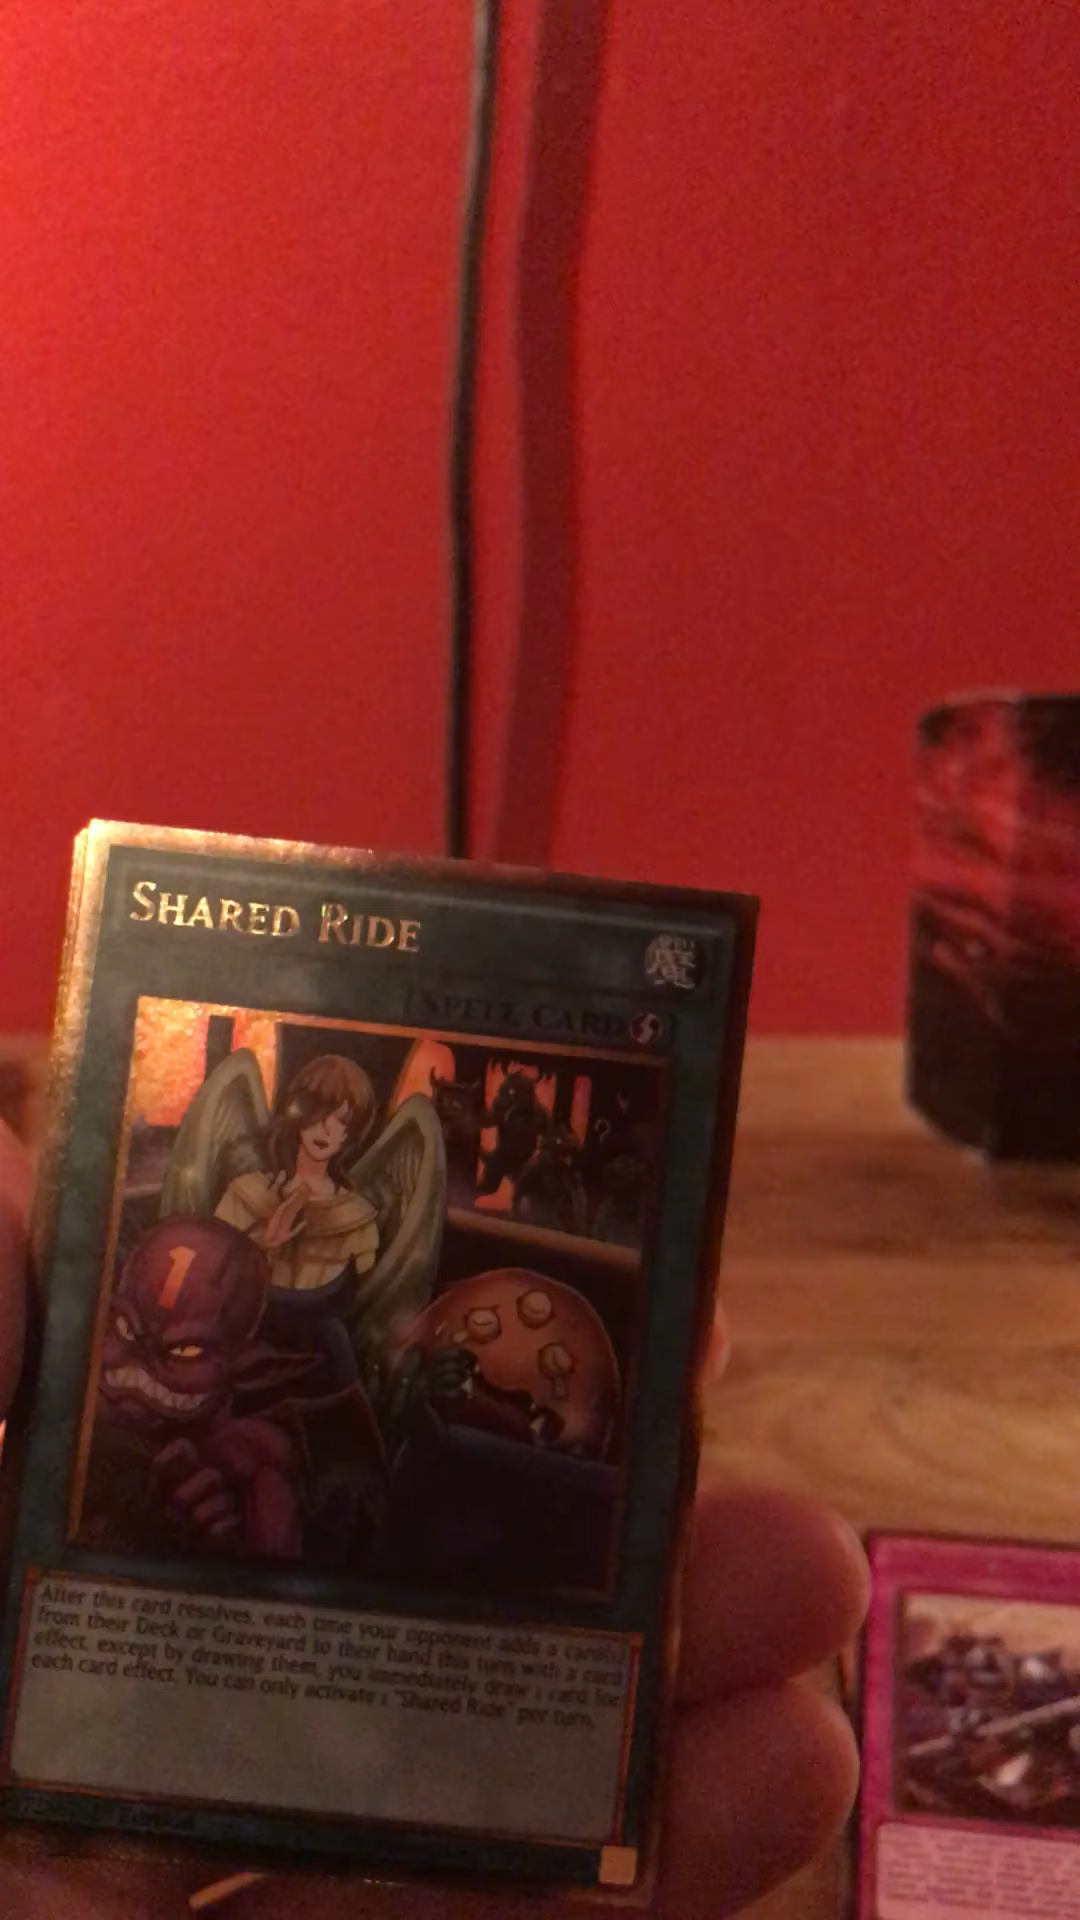 SHARED RIDE
[SPELL CARD
1
After this card resolves, each time your opponent adds a card(s)
from their Deck or Graveyard to their hand this turn with a card
effect, except by drawing them, you immediately draw 1 card for
each card effect. You can only activate 1 "Shared Ride" per turn.
Edition